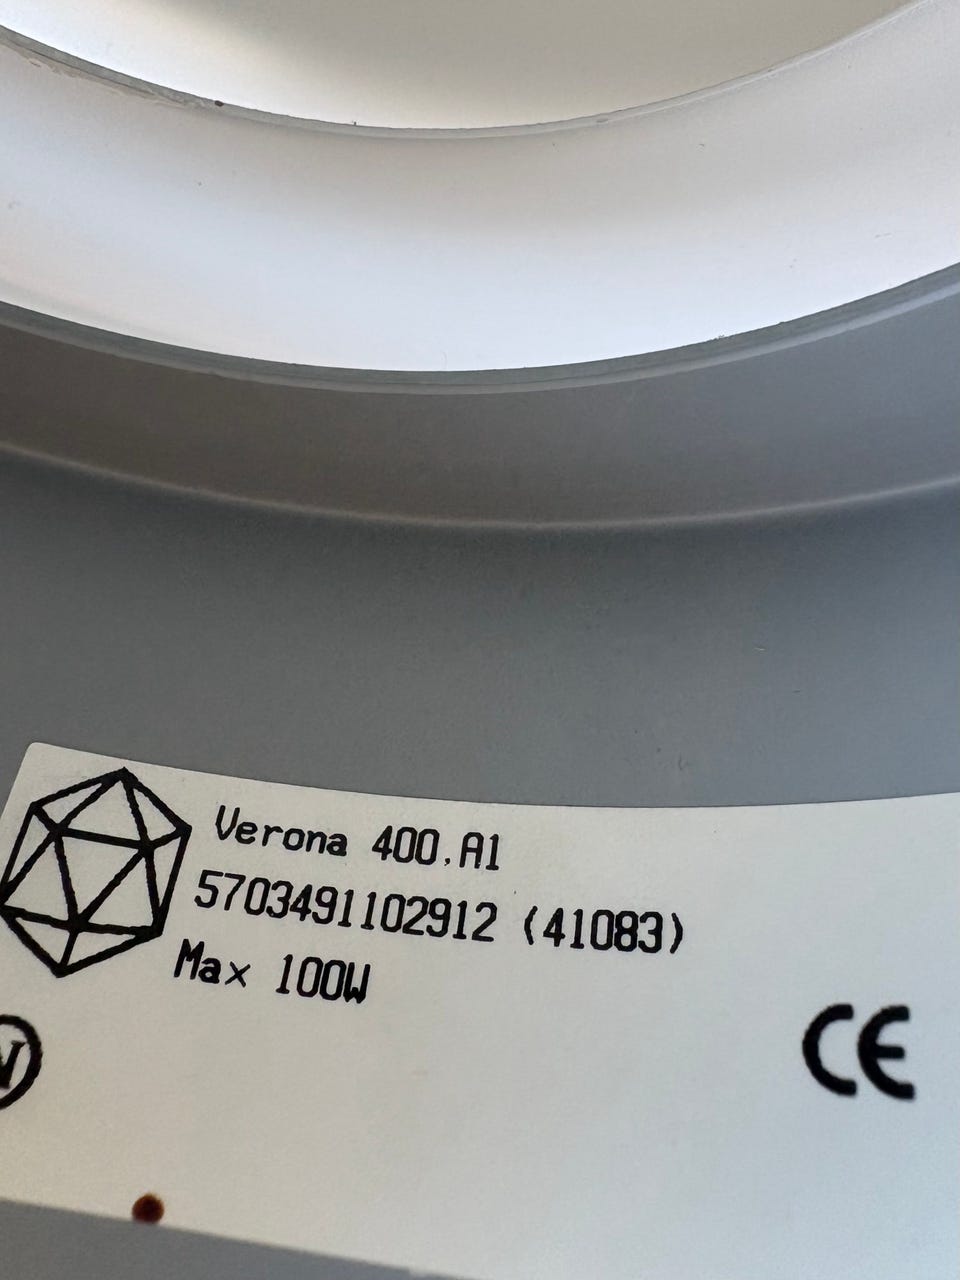 Verona 400.A1
5703491102912 (41083)
Max 100W
CE